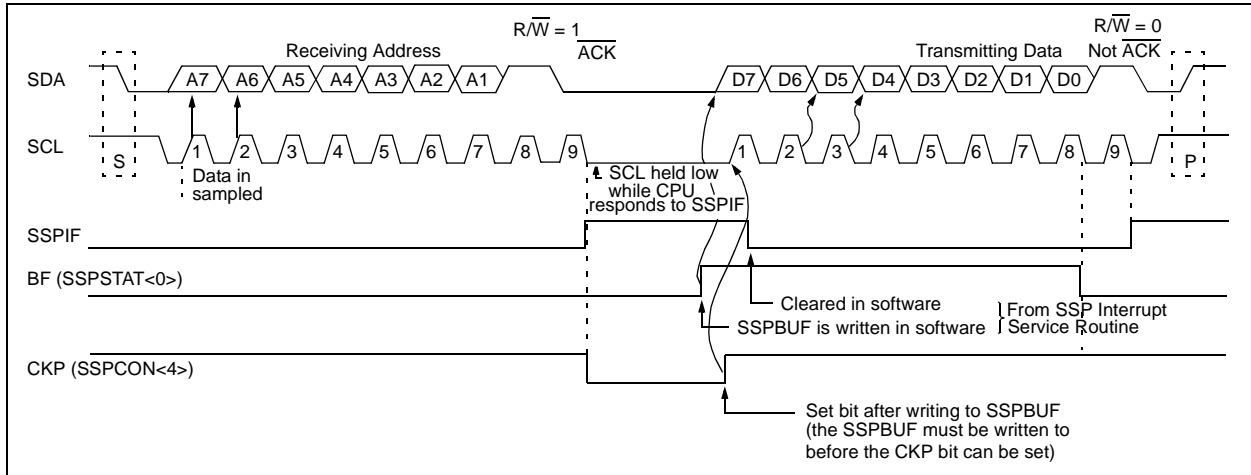 R/W = 1
R/W = 0
Receiving Address
ACK
Transmitting Data
Not ACK
SDA
A7 A6 A5 A4 A3 A2 A1
D7 D6 D5 D4 D3 D2 D1 D0
SCL
S
1 2 3 4 5 6 7 8 9
1 2 3 4 5 6 7 8 9
P
Data in
sampled
SCL held low
while CPU
responds to SSPIF
SSPIF
BF (SSPSTAT<0>)
Cleared in software
SSPBUF is written in software
From SSP Interrupt
Service Routine
CKP (SSPCON<4>)
Set bit after writing to SSPBUF
(the SSPBUF must be written to
before the CKP bit can be set)